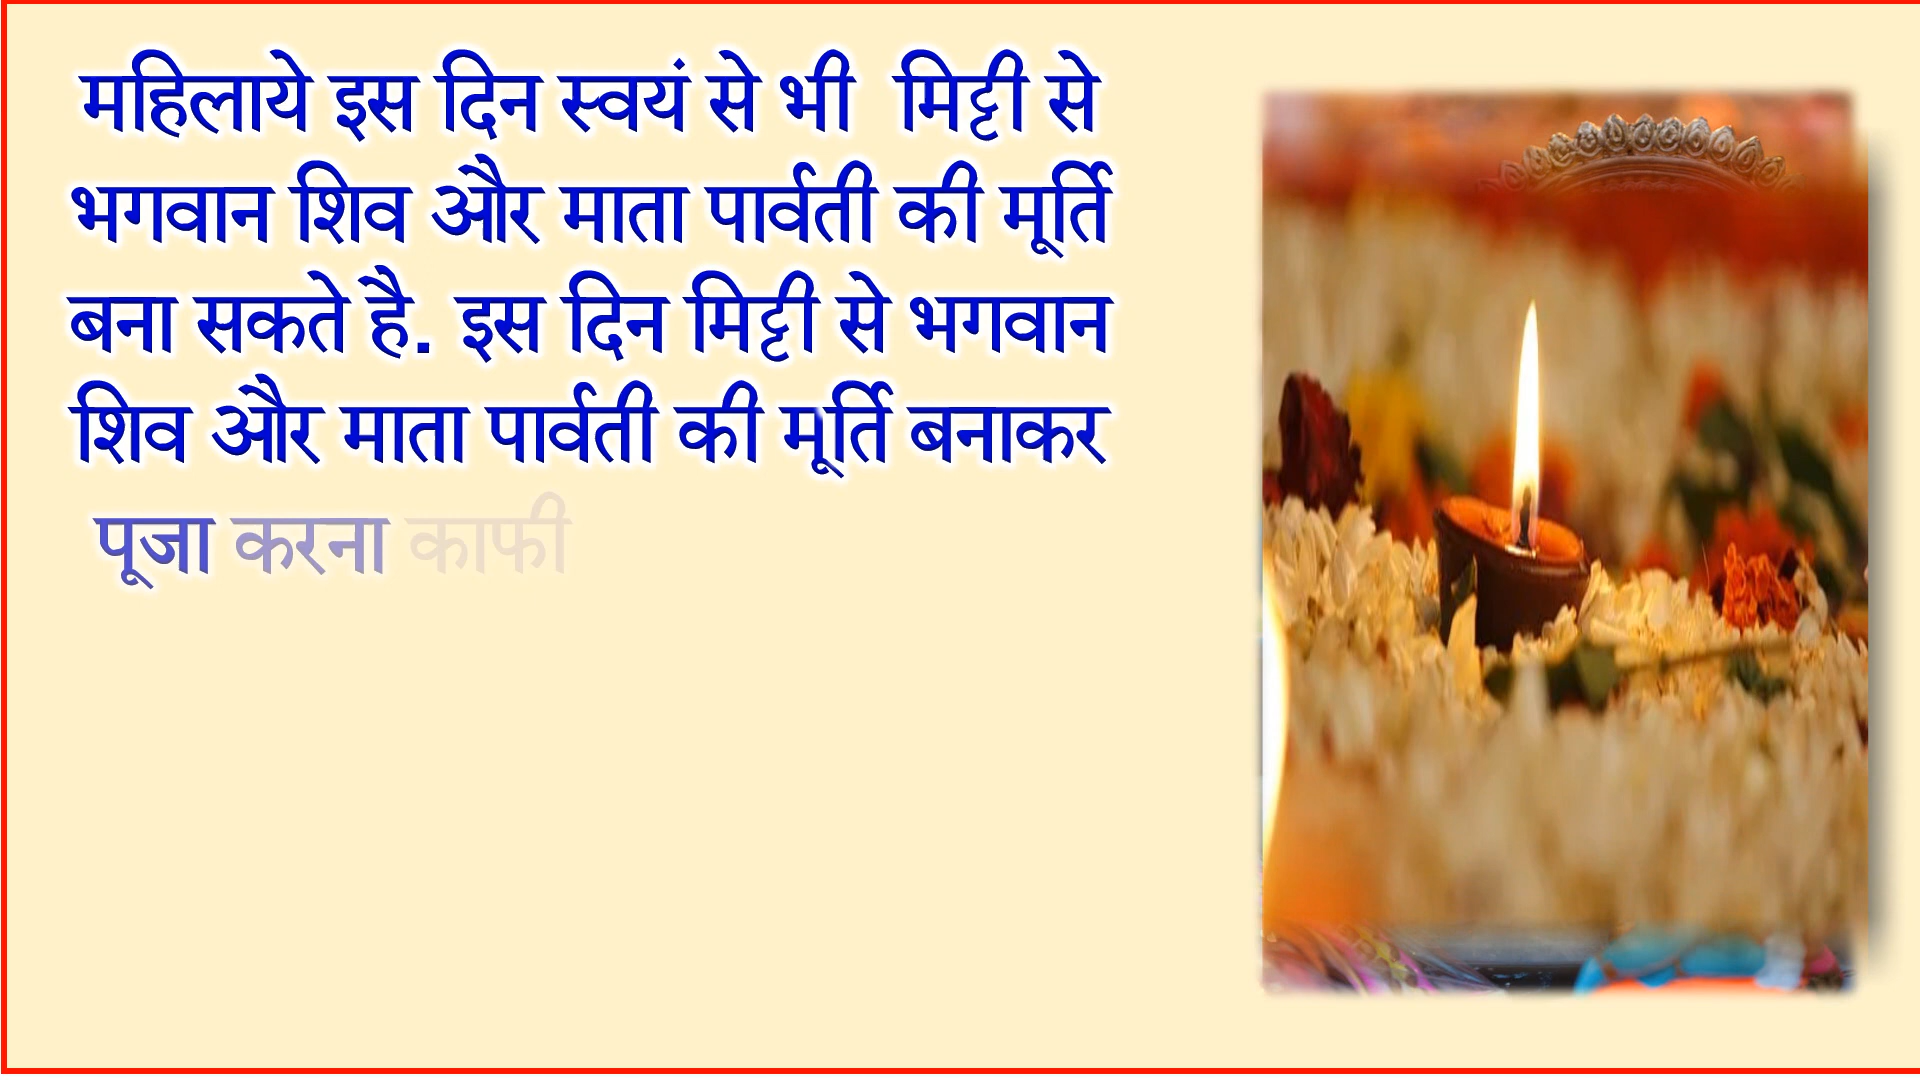 महिलाये इस दिन स्वयं से भी मिट्टी से
भगवान शिव और माता पार्वती की मूर्ति
बना सकते है. इस दिन मिट्टी से भगवान
शिव और माता पार्वती की मूर्ति बनाकर
पूजा करना काफी